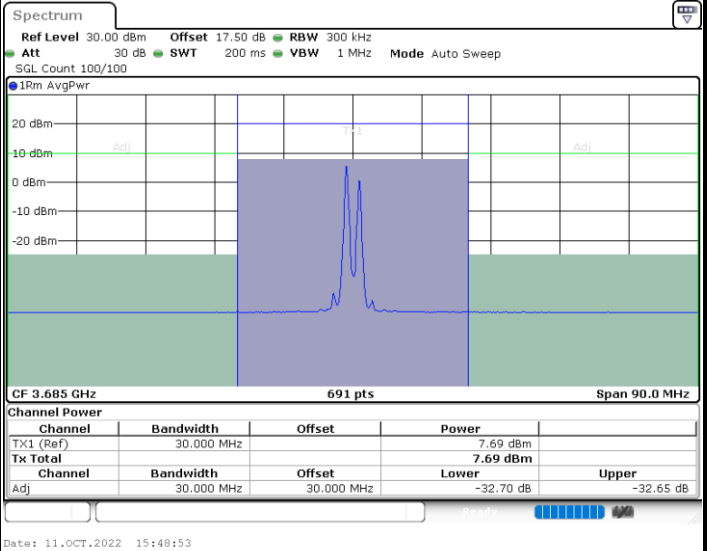 Spectrum
Ref Level 30.00 dBm Offset 17.50 dB RBW 300 kHz
Att 30 dB SWT 200 ms VBW 1 MHz Mode Auto Sweep
SGL Count 100/100
1Rm AvgPwr
20 dBm
TX1
Adj Adj
10 dBm
0 dBm
-10 dBm
-20 dBm
CF 3.685 GHz 691 pts Span 90.0 MHz
Channel Power
Channel Bandwidth Offset Power
TX1 (Ref) 30.000 MHz 7.69 dBm
Tx Total 7.69 dBm
Channel Bandwidth Offset Lower Upper
Adj 30.000 MHz 30.000 MHz -32.70 dB -32.65 dB
Ready
Date: 11.OCT.2022 15:48:53